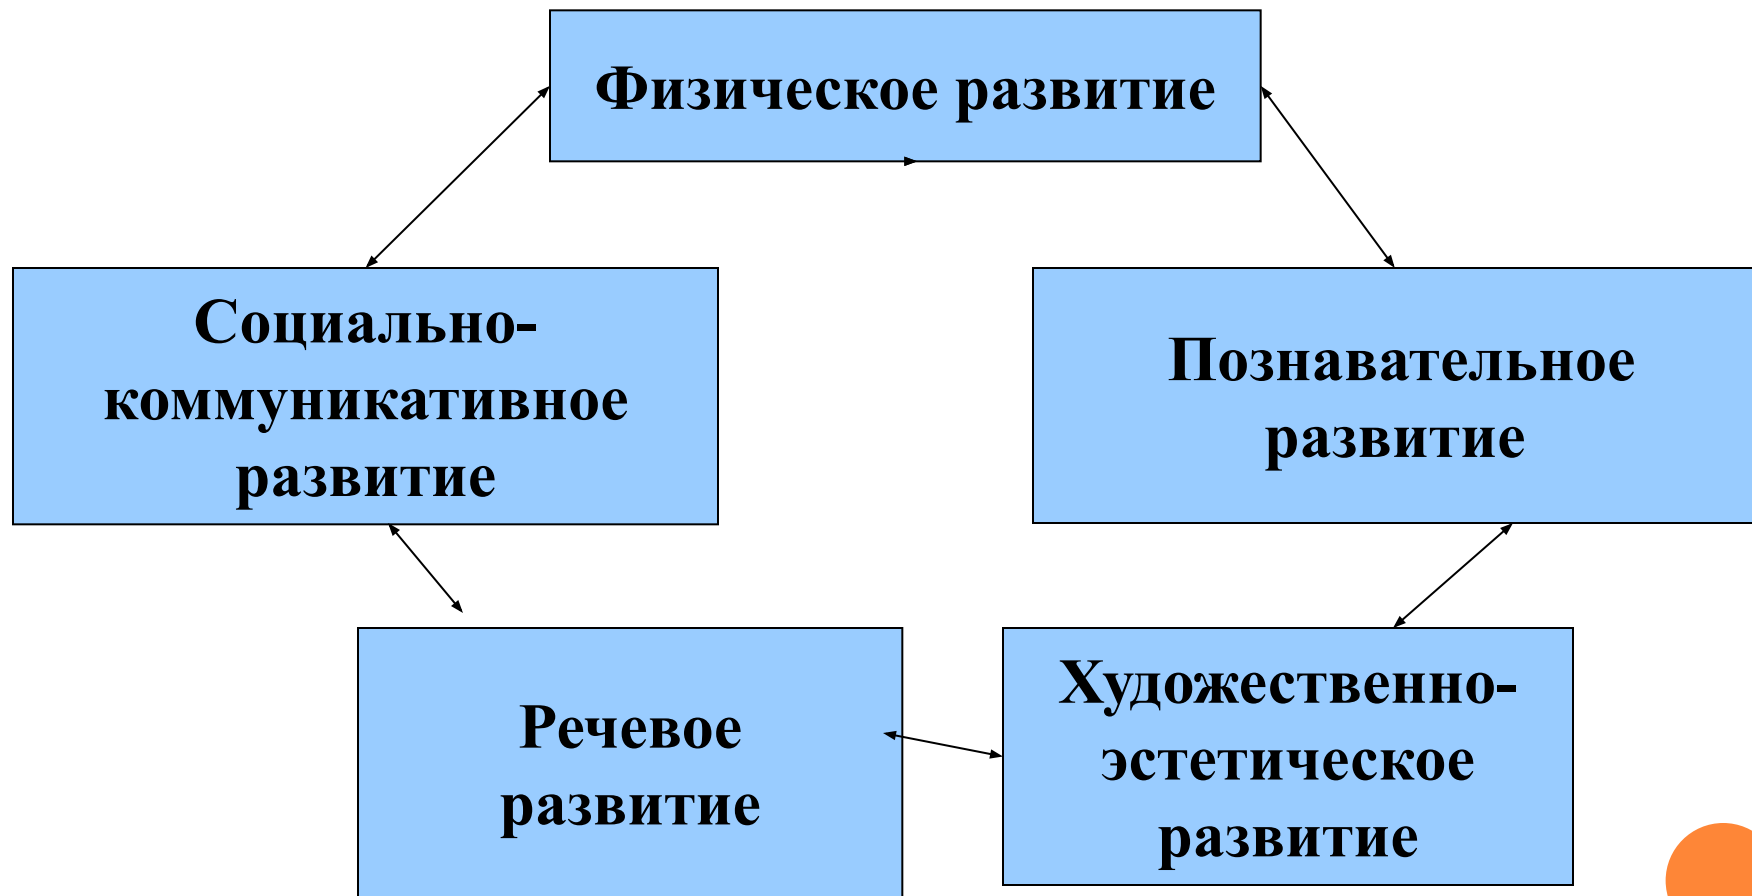 Физическое развитие
Социально-
коммуникативное
развитие
Познавательное
развитие
Речевое
развитие
Художественно-
эстетическое
развитие